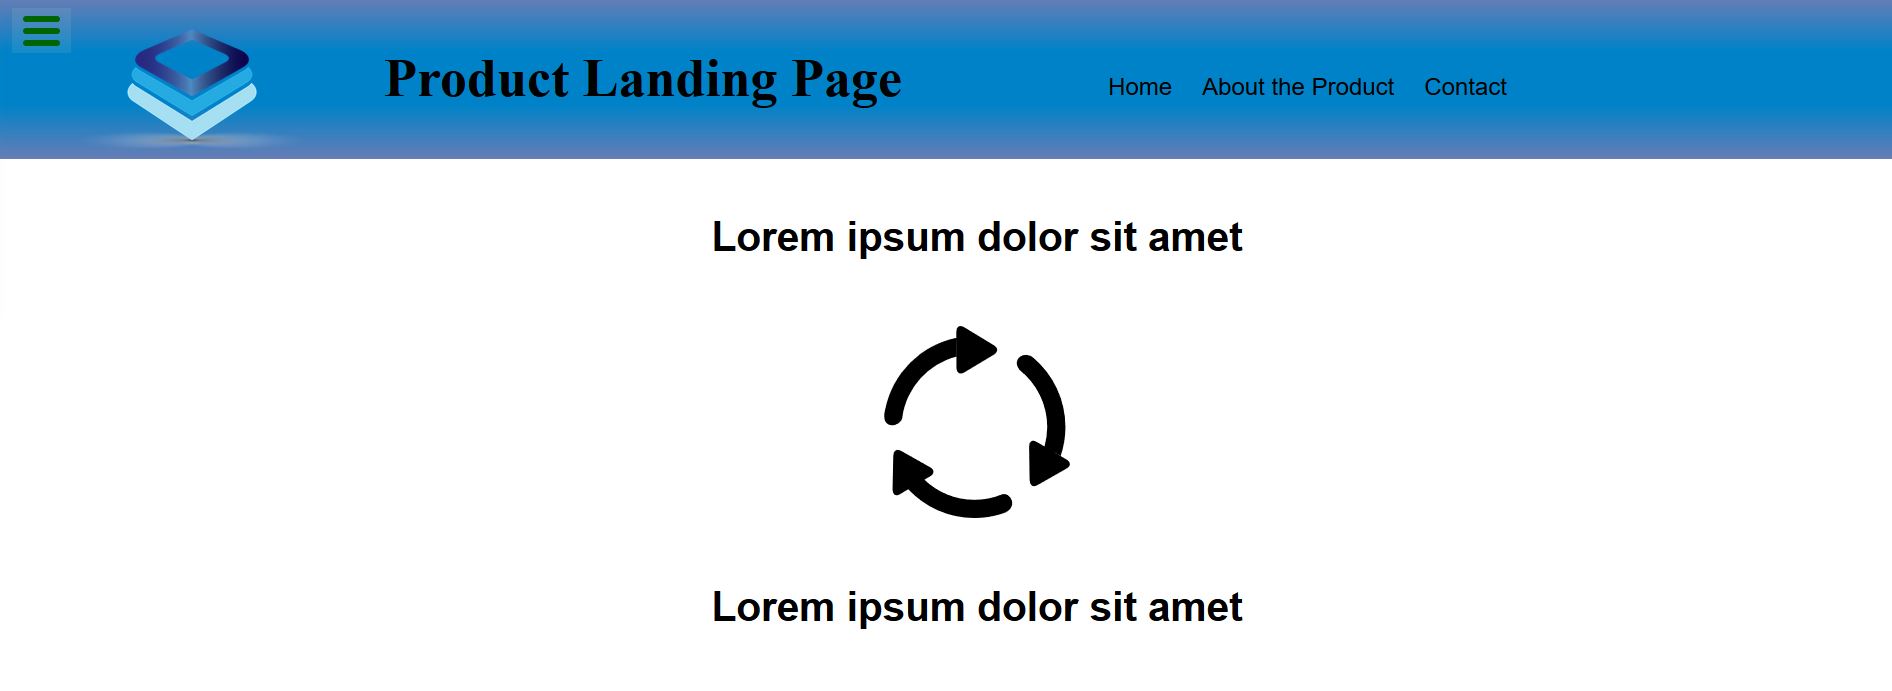 Product Landing Page
Home About the Product Contact
Lorem ipsum dolor sit amet
Lorem ipsum dolor sit amet